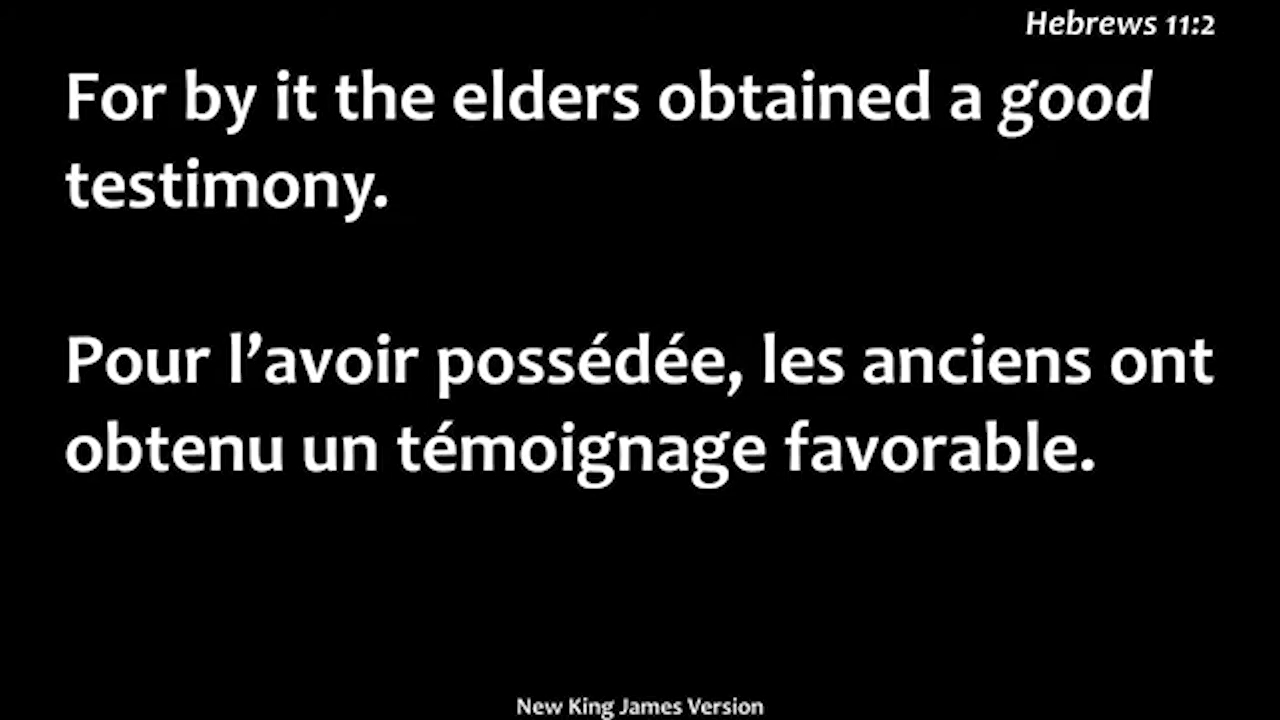 Hebrews 11:2
For by it the elders obtained a good
testimony.
Pour l’avoir possédée, les anciens ont
obtenu un témoignage favorable.
New King James Version